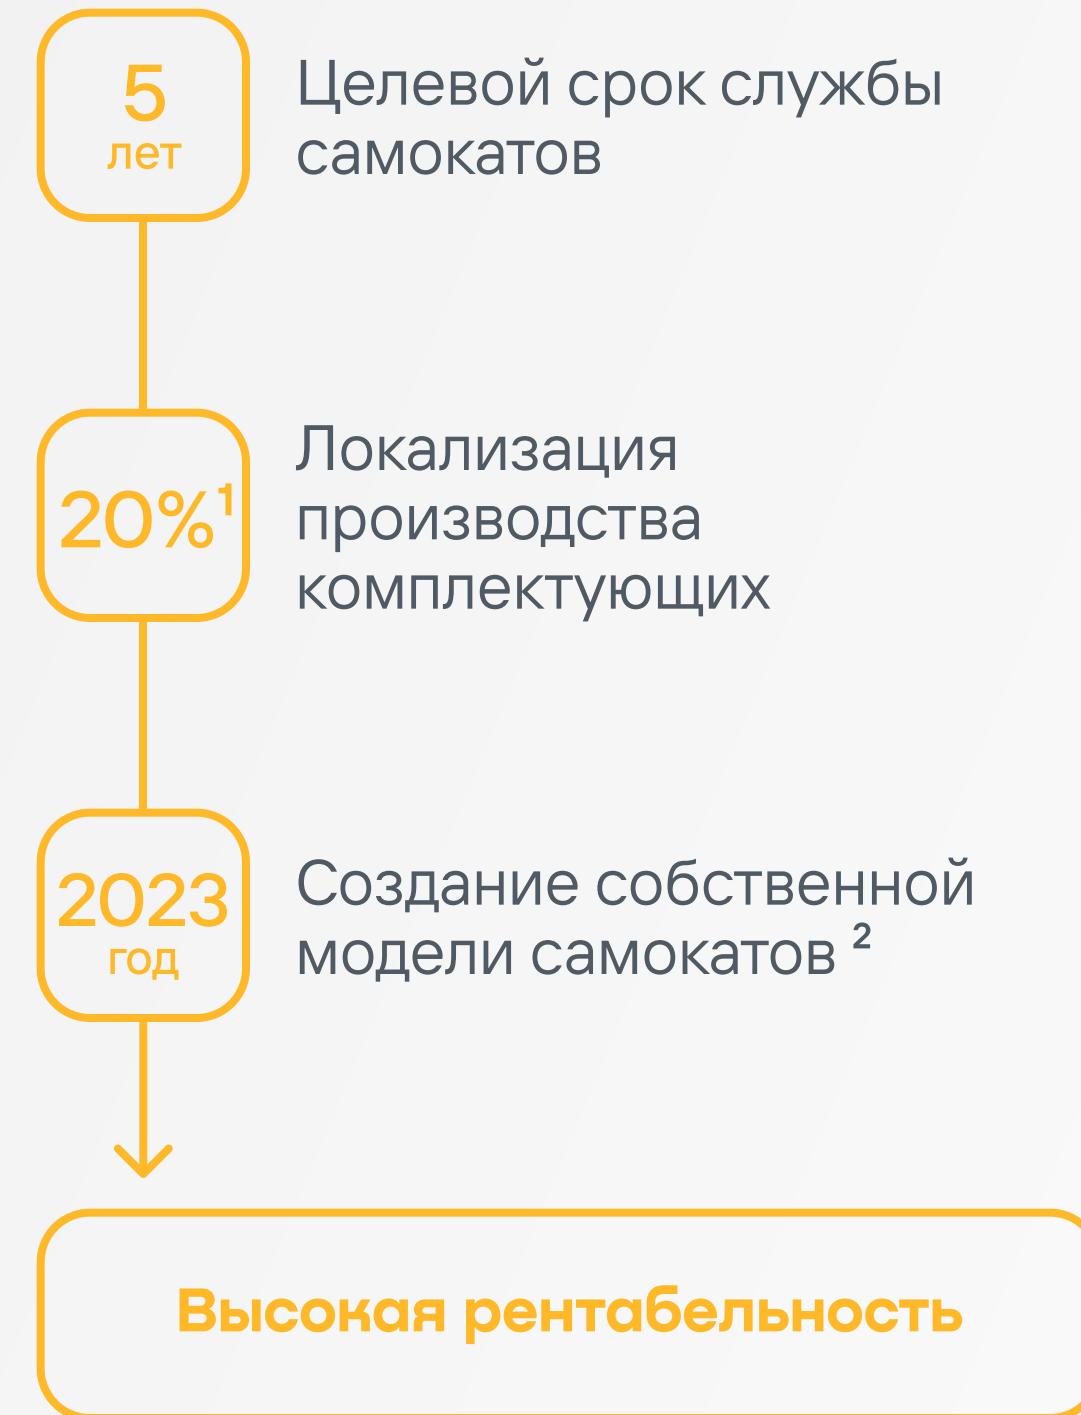 5
лет
Целевой срок службы
самокатов
20%¹
Локализация
производства
комплектующих
2023
год
Создание собственной
модели самокатов ²
Высокая рентабельность